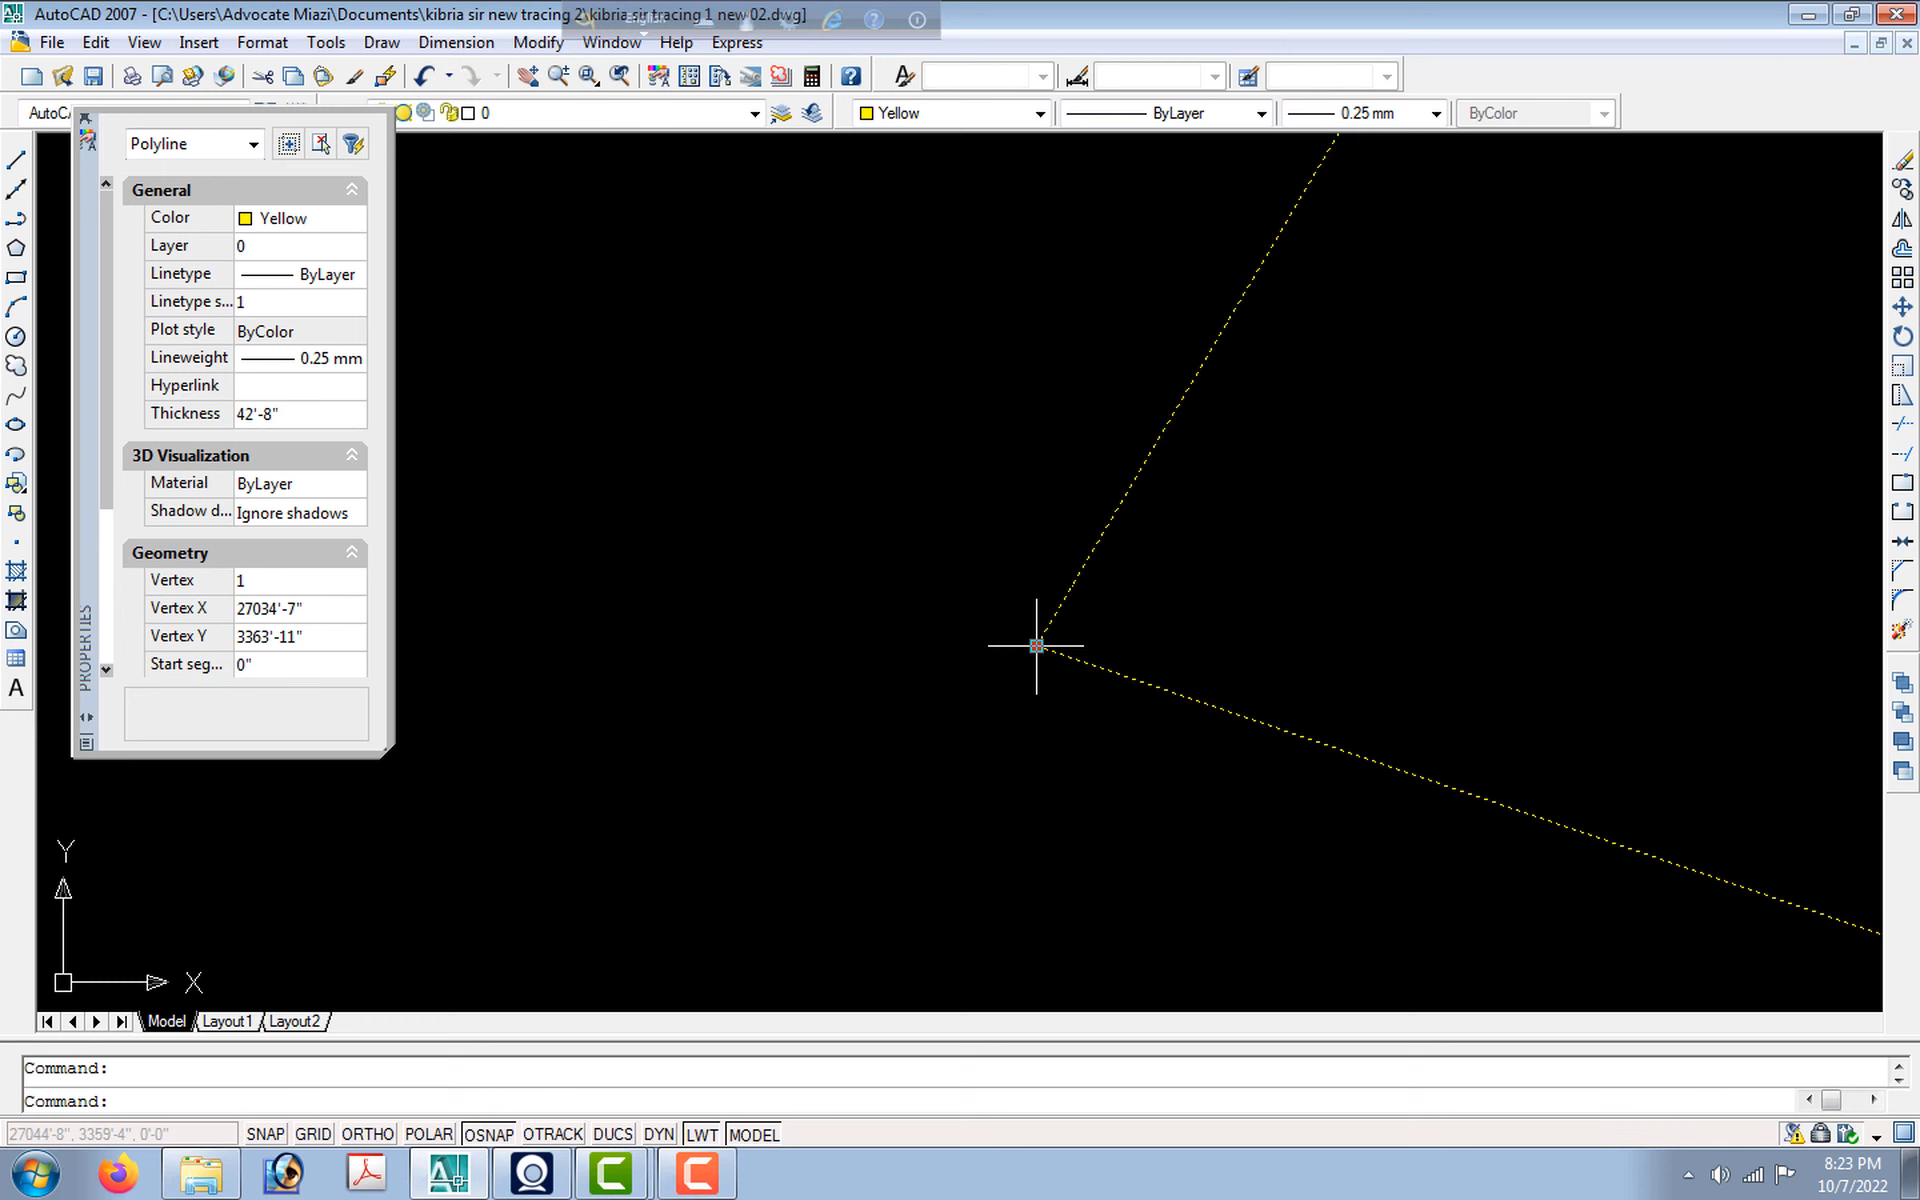 AutoCAD 2007 - [C:\Users\Advocate Miazi\Documents\kibria sir new tracing 2\kibria sir tracing 1 new 02.dwg]
File Edit View Insert Format Tools Draw Dimension Modify Window Help Express
AutoC
0
Yellow
ByLayer
0.25 mm
ByColor
Polyline
General
Color Yellow
Layer 0
Linetype ByLayer
Linetype s... 1
Plot style ByColor
Lineweight 0.25 mm
Hyperlink
Thickness 42'-8"
3D Visualization
Material ByLayer
Shadow d... Ignore shadows
Geometry
Vertex 1
Vertex X 27034'-7"
Vertex Y 3363'-11"
Start seg... 0"
PROPERTIES
A
Y
X
Model Layout1 Layout2
Command:
Command:
27044'-8", 3359'-4", 0'-0" SNAP GRID ORTHO POLAR OSNAP OTRACK DUCS DYN LWT MODEL
8:23 PM
10/7/2022